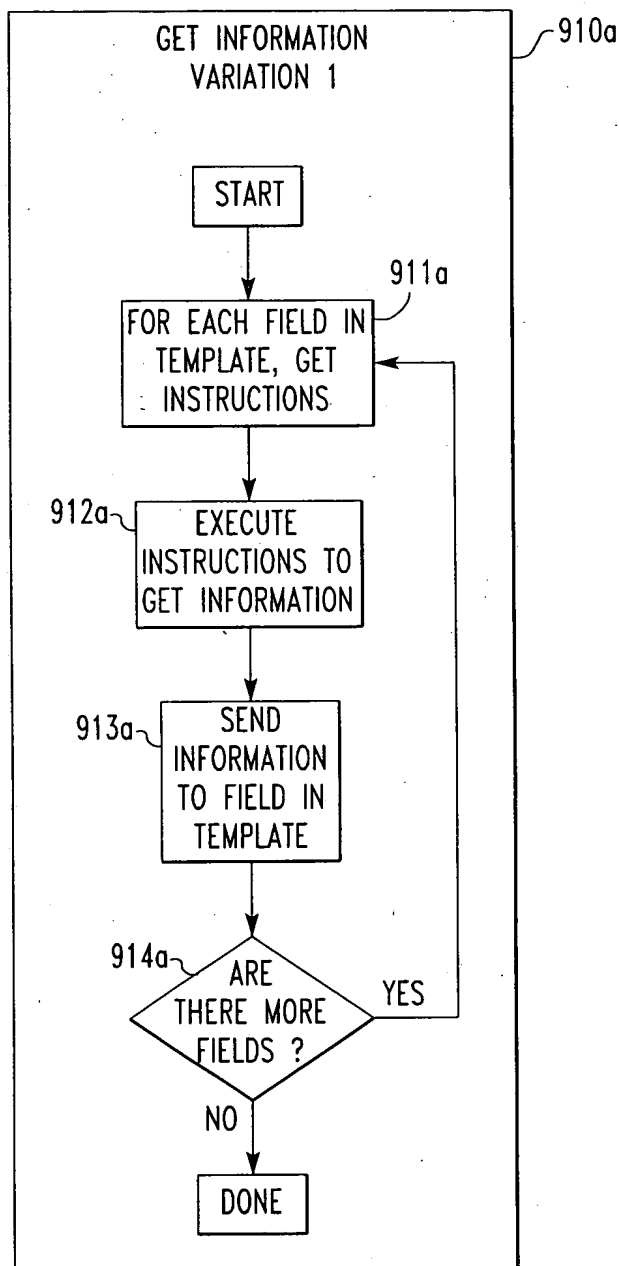 GET INFORMATION
VARIATION 1
910a
START
911a
FOR EACH FIELD IN
TEMPLATE, GET
INSTRUCTIONS
912a
EXECUTE
INSTRUCTIONS TO
GET INFORMATION
913a
SEND
INFORMATION
TO FIELD IN
TEMPLATE
914a
ARE
THERE MORE
FIELDS ?
YES
NO
DONE